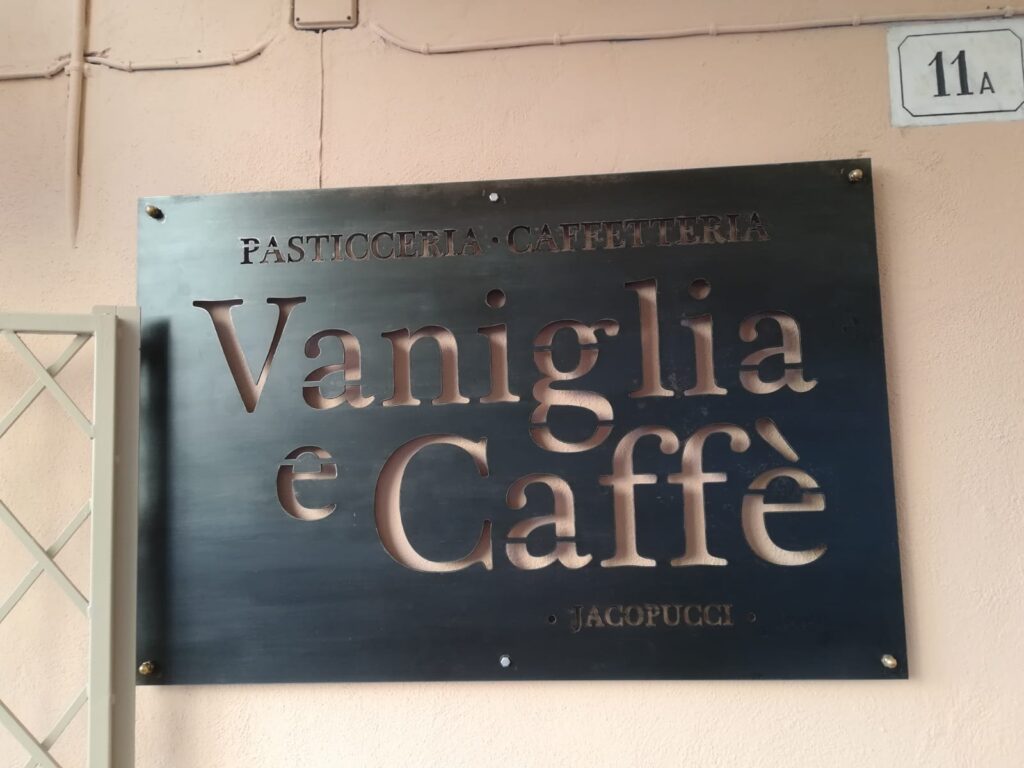 11A
PASTICCERIA · CAFFETTERIA
Vaniglia
e Caffè
· JACOPUCCI ·